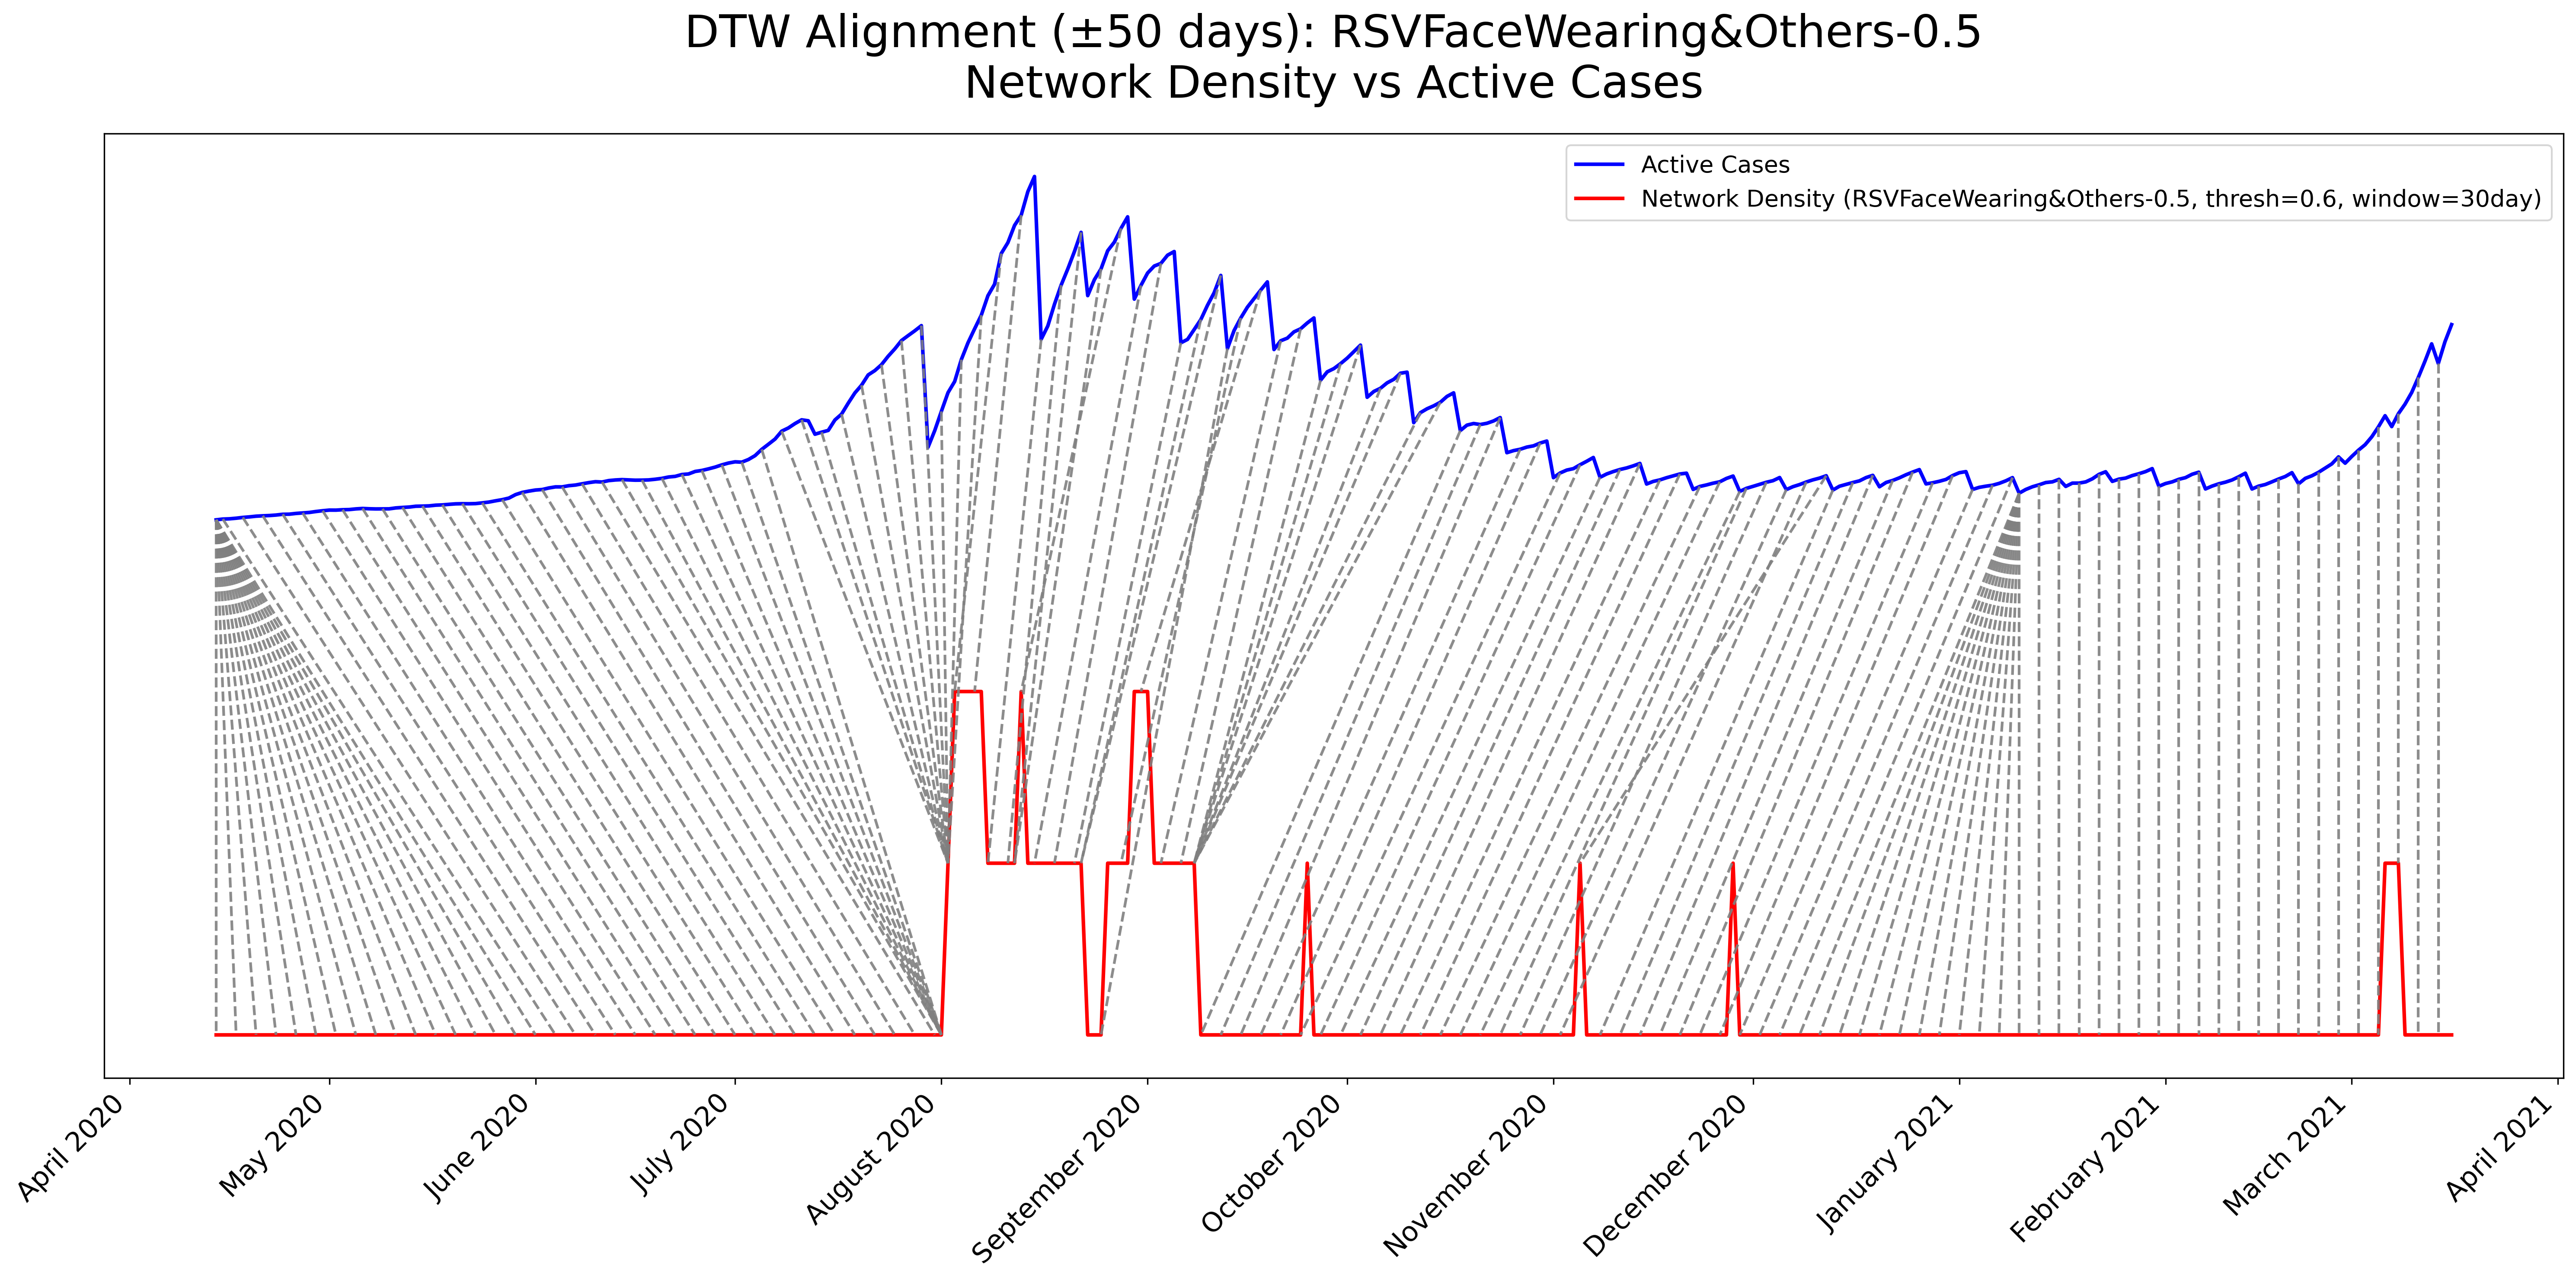 DTW Alignment (±50 days): RSVFaceWearing&Others-0.5
Network Density vs Active Cases
Active Cases
Network Density (RSVFaceWearing&Others-0.5, thresh=0.6, window=30day)
April 2020
May 2020
June 2020
July 2020
August 2020
September 2020
October 2020
November 2020
December 2020
January 2021
February 2021
March 2021
April 2021